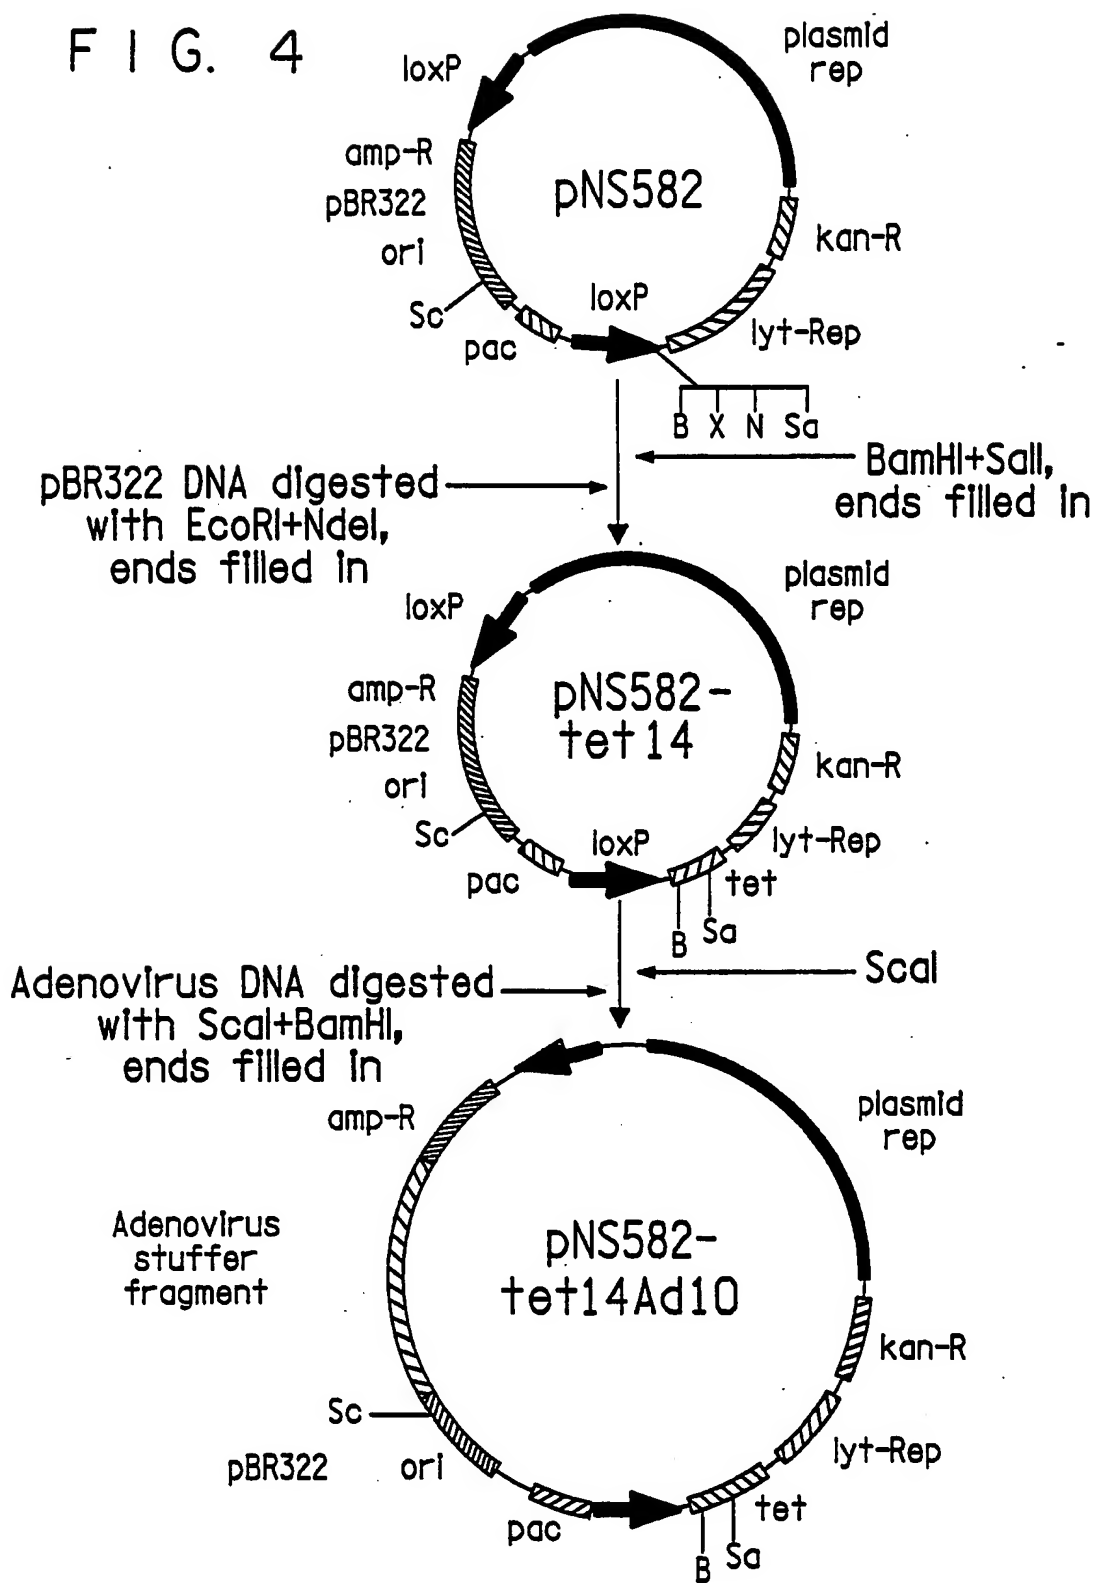 FIG. 4
plasmid
rep
loxP
amp-R
pBR322
ori
pNS582
kan-R
Sc
loxP
lyt-Rep
pac
B X N Sa
BamHI+SalI,
ends filled in
pBR322 DNA digested
with EcoRI+NdeI,
ends filled in
plasmid
rep
loxP
amp-R
pBR322
ori
pNS582-
tet14
kan-R
Sc
loxP
lyt-Rep
pac
tet
B
Sa
ScaI
Adenovirus DNA digested
with ScaI+BamHI,
ends filled in
amp-R
plasmid
rep
Adenovirus
stuffer
fragment
pNS582-
tet14Ad10
kan-R
Sc
pBR322
ori
lyt-Rep
pac
tet
B
Sa